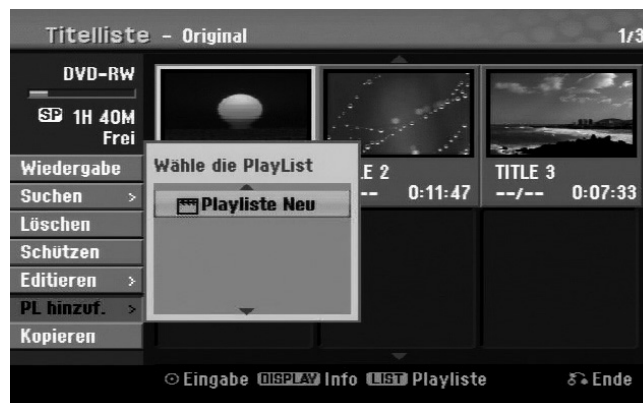 Titelliste – Original 1/3
DVD-RW
SP 1H 40M
Frei
Wiedergabe
Suchen >
Löschen
Schützen
Editieren >
PL hinzuf. >
Kopieren
Wähle die PlayList
Playliste Neu
LE 2
-- 0:11:47
TITLE 3
--/-- 0:07:33
Eingabe DISPLAY Info LIST Playliste Ende